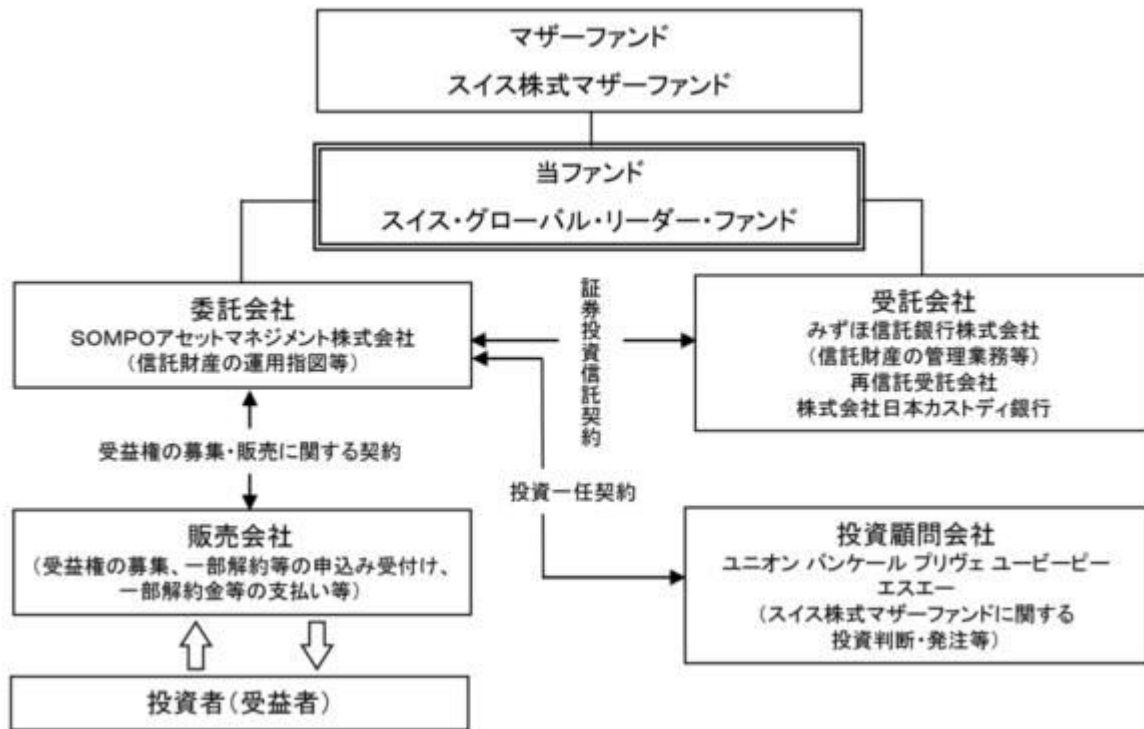 マザーファンド
スイス株式マザーファンド
当ファンド
スイス・グローバル・リーダー・ファンド
委託会社
SOMPOアセットマネジメント株式会社
(信託財産の運用指図等)
証券投資信託契約
受託会社
みずほ信託銀行株式会社
(信託財産の管理業務等)
再信託受託会社
株式会社日本カストディ銀行
受益権の募集・販売に関する契約
投資一任契約
販売会社
(受益権の募集、一部解約等の申込み受付け、
一部解約金等の支払い等)
投資顧問会社
ユニオン バンケール プリヴェ ユービーピー
エスエー
(スイス株式マザーファンドに関する
投資判断・発注等)
投資者(受益者)